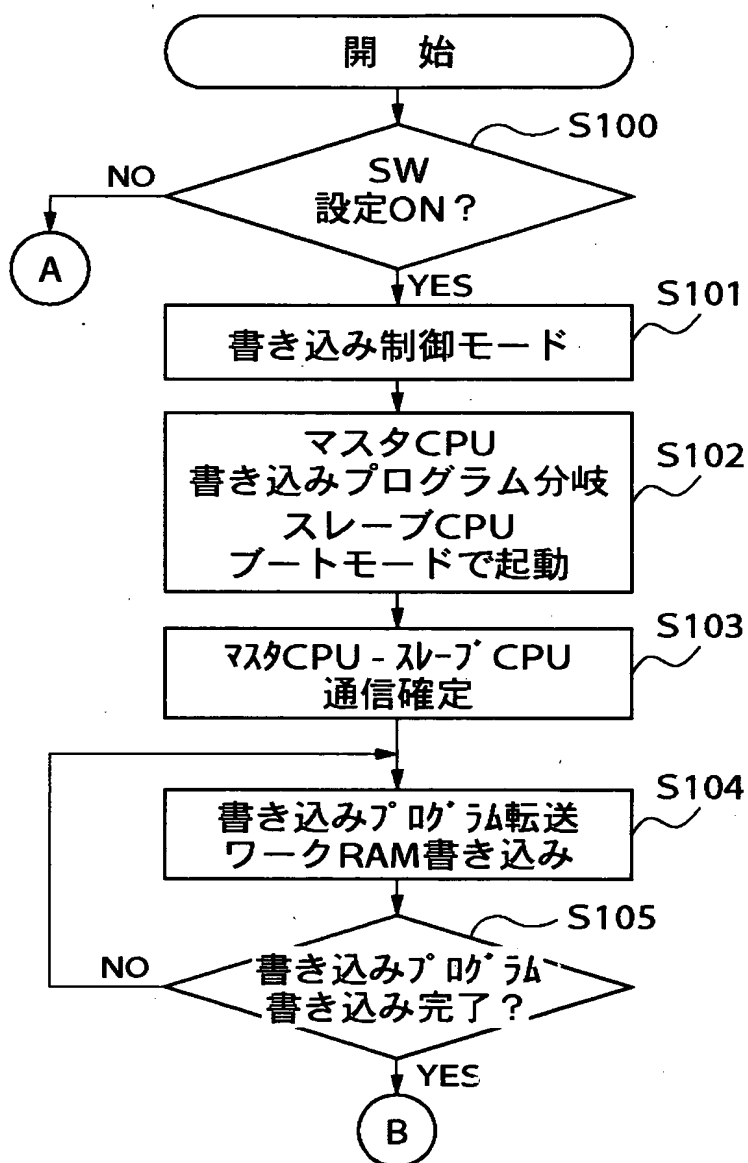 開 始
S100
SW
設定ON?
NO
A
YES
S101
書き込み制御モード
S102
マスタCPU
書き込みプログラム分岐
スレーブCPU
ブートモードで起動
S103
ﾏｽﾀCPU - ｽﾚｰﾌﾞCPU
通信確定
S104
書き込みﾌﾟﾛｸﾞﾗﾑ転送
ワークRAM書き込み
S105
NO
書き込みﾌﾟﾛｸﾞﾗﾑ
書き込み完了?
YES
B